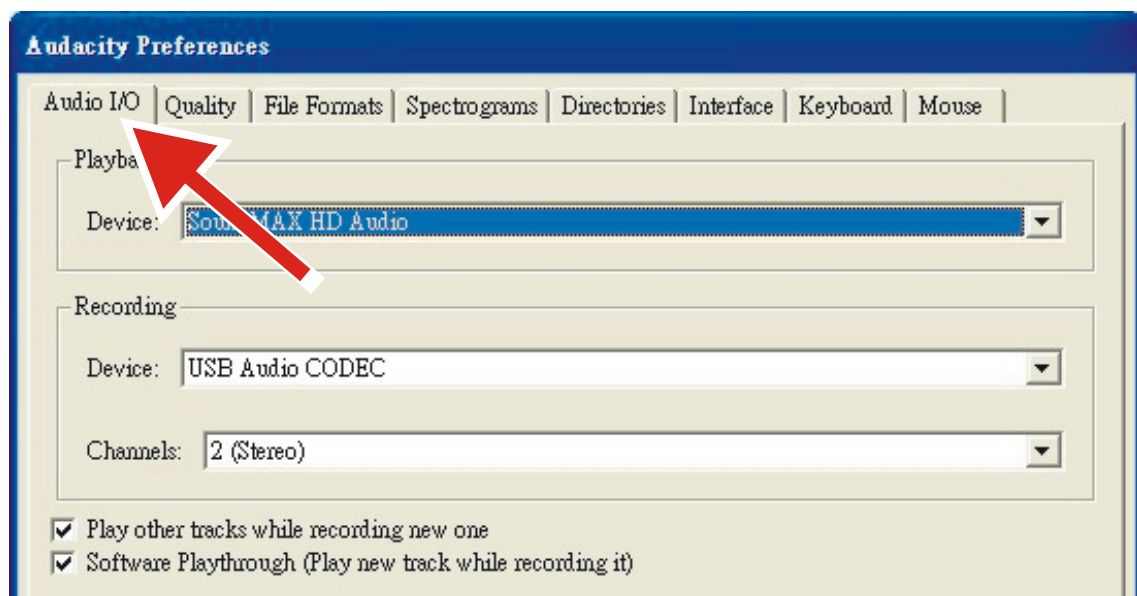 Audacity Preferences
Audio I/O Quality File Formats Spectrograms Directories Interface Keyboard Mouse
Device: MAX HD Audio
Recording
Device: USB Audio CODEC
Channels: 2 (Stereo)
Play other tracks while recording new one
Software Playthrough (Play new track while recording it)